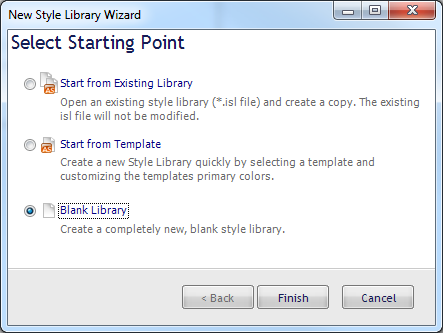 New Style Library Wizard
Select Starting Point
Start from Existing Library
Open an existing style library (*.isl file) and create a copy. The existing
isl file will not be modified.
Start from Template
Create a new Style Library quickly by selecting a template and
customizing the templates primary colors.
Blank Library
Create a completely new, blank style library.
< Back Finish Cancel